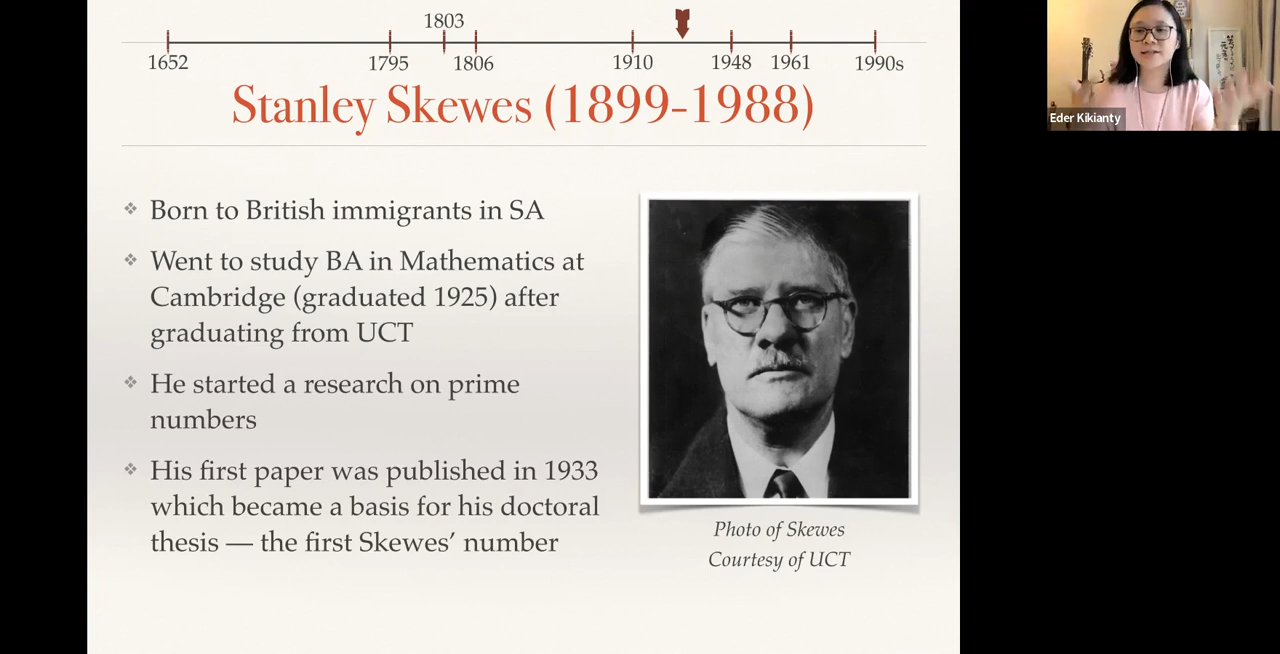 1803
1652 1795 1806 1910 1948 1961 1990s
Stanley Skewes (1899-1988)
Born to British immigrants in SA
Went to study BA in Mathematics at
Cambridge (graduated 1925) after
graduating from UCT
He started a research on prime
numbers
His first paper was published in 1933
which became a basis for his doctoral
thesis — the first Skewes’ number
Photo of Skewes
Courtesy of UCT
Eder Kikianty